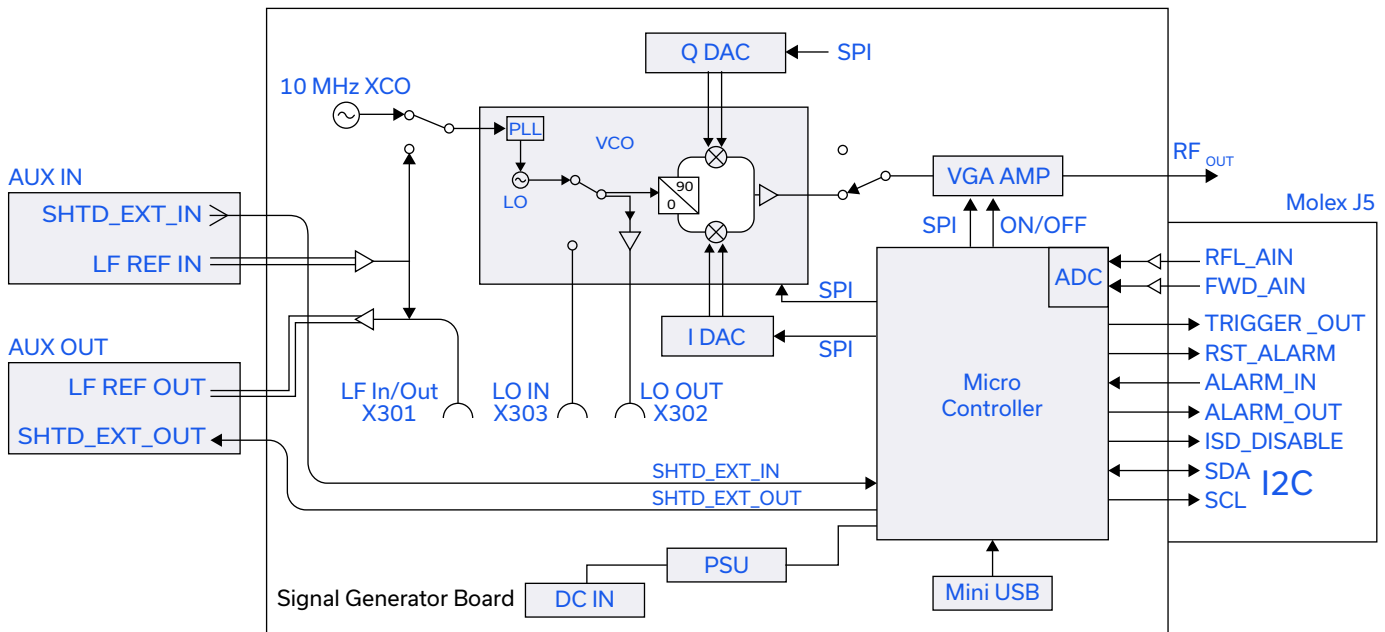 Q DAC
SPI
10 MHz XCO
PLL
VCO
LO
90
0
RF OUT
VGA AMP
AUX IN
SHTD_EXT_IN
LF REF IN
SPI
ON/OFF
Molex J5
ADC
RFL_AIN
FWD_AIN
SPI
I DAC
SPI
TRIGGER_OUT
RST_ALARM
ALARM_IN
ALARM_OUT
ISD_DISABLE
SDA
SCL
I2C
AUX OUT
LF REF OUT
SHTD_EXT_OUT
LF In/Out
X301
LO IN
X303
LO OUT
X302
Micro
Controller
SHTD_EXT_IN
SHTD_EXT_OUT
PSU
Signal Generator Board
DC IN
Mini USB